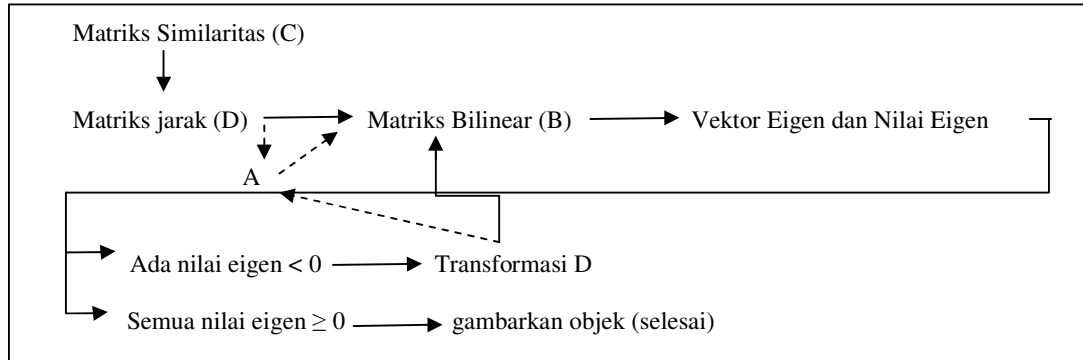 Matriks Similaritas (C)
Matriks jarak (D) Matriks Bilinear (B) Vektor Eigen dan Nilai Eigen
A
Ada nilai eigen < 0 Transformasi D
Semua nilai eigen ≥ 0 gambarkan objek (selesai)